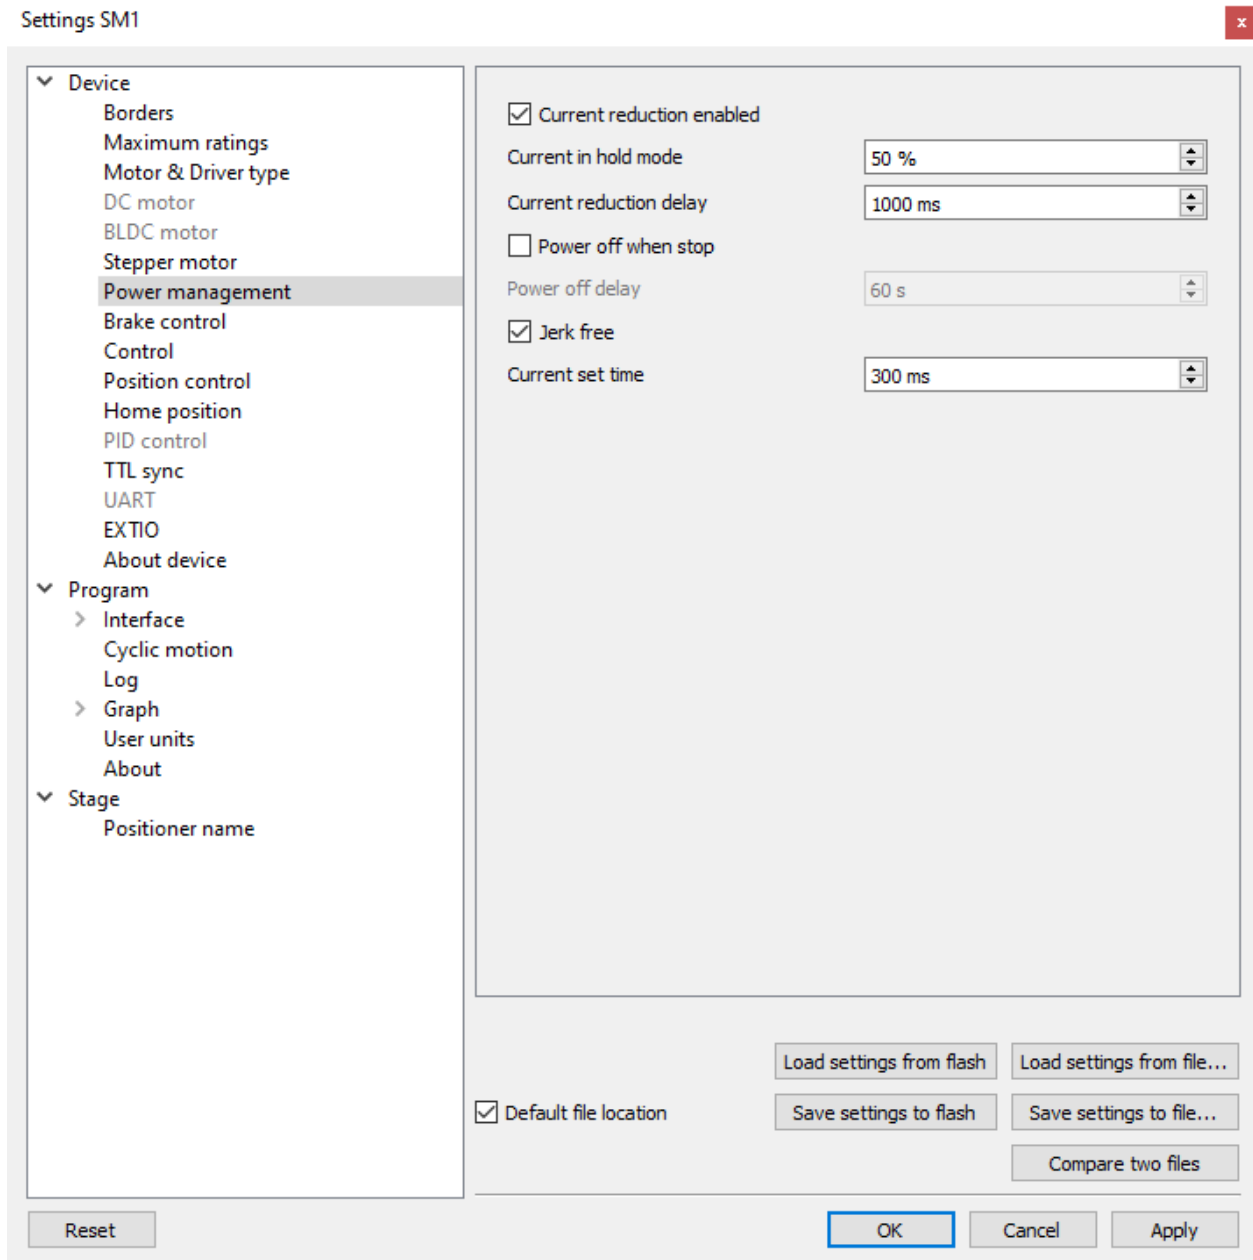 Settings SM1
x
Device
Borders
Maximum ratings
Motor & Driver type
DC motor
BLDC motor
Stepper motor
Power management
Brake control
Control
Position control
Home position
PID control
TTL sync
UART
EXTIO
About device
Program
Interface
Cyclic motion
Log
Graph
User units
About
Stage
Positioner name
Current reduction enabled
Current in hold mode 50 %
Current reduction delay 1000 ms
Power off when stop
Power off delay 60 s
Jerk free
Current set time 300 ms
Load settings from flash Load settings from file...
Default file location Save settings to flash Save settings to file...
Compare two files
Reset OK Cancel Apply